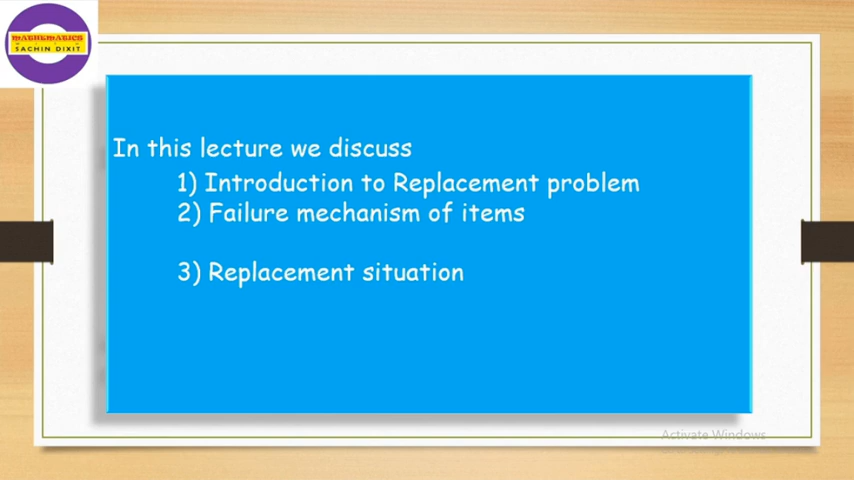 MATHEMATICS
SACHIN DIXIT
In this lecture we discuss
1) Introduction to Replacement problem
2) Failure mechanism of items
3) Replacement situation
Activate Windows